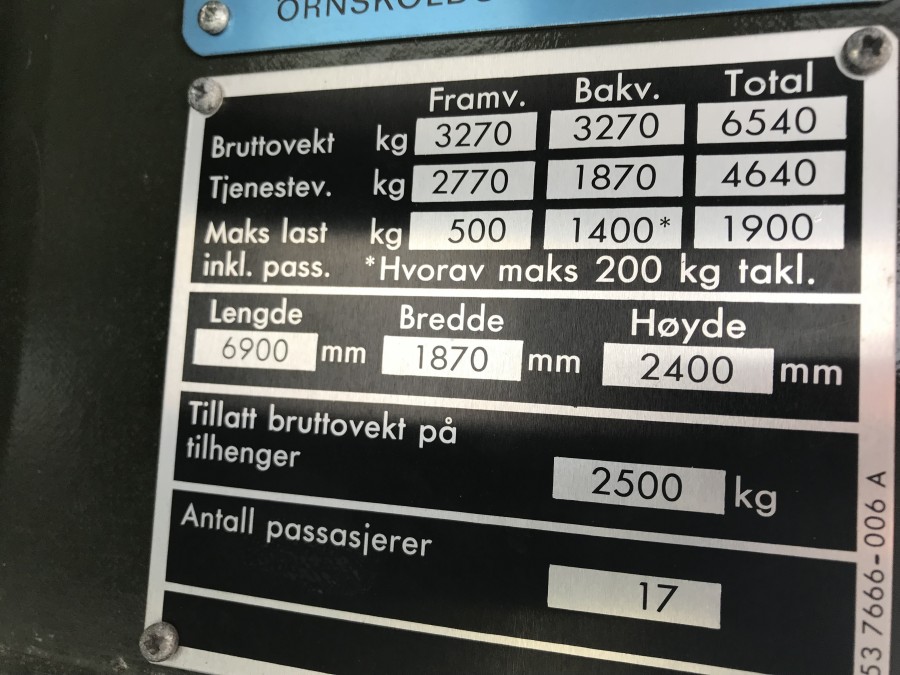 Framv. Bakv. Total
Bruttovekt kg 3270 3270 6540
Tjenestev. kg 2770 1870 4640
Maks last kg 500 1400* 1900
inkl. pass. *Hvorav maks 200 kg takl.
Lengde Bredde Høyde
6900 mm 1870 mm 2400 mm
Tillatt bruttovekt på
tilhenger 2500 kg
Antall passasjerer
17
53 7666-006 A